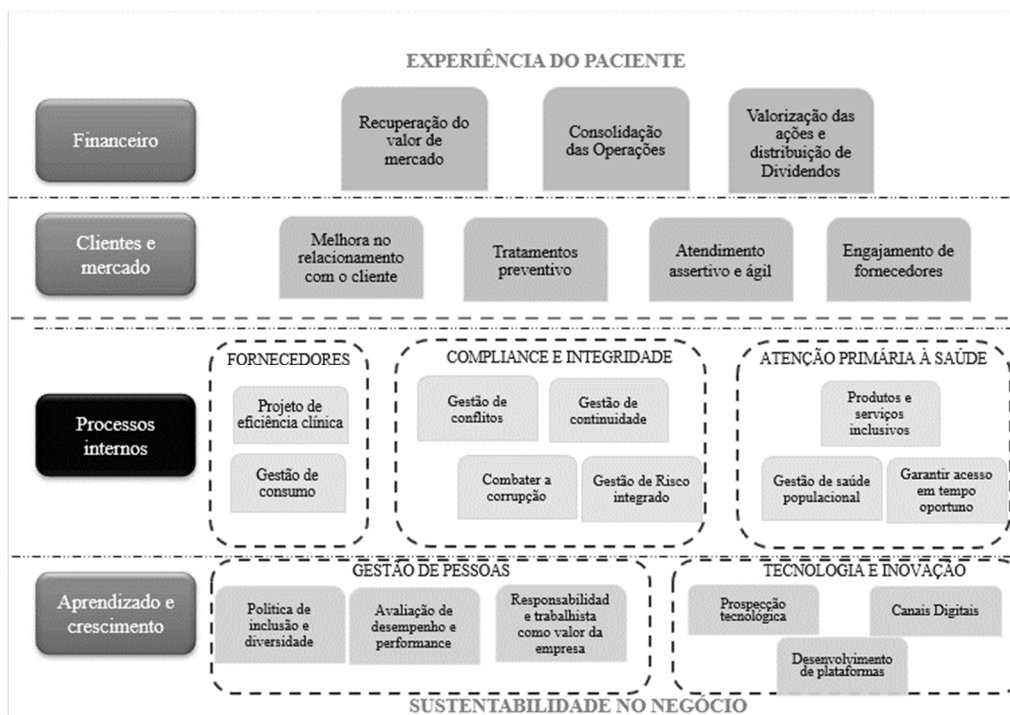 EXPERIÊNCIA DO PACIENTE
Financeiro
Recuperação do
valor de
mercado
Consolidação
das Operações
Valorização das
ações e
distribuição de
Dividendos
Clientes e
mercado
Melhora no
relacionamento
com o cliente
Tratamentos
preventivo
Atendimento
assertivo e ágil
Engajamento de
fornecedores
Processos
internos
FORNECEDORES
Projeto de
eficiência clínica
Gestão de
consumo
COMPLIANCE E INTEGRIDADE
Gestão de
conflitos
Gestão de
continuidade
Combater a
corrupção
Gestão de Risco
integrado
ATENÇÃO PRIMÁRIA À SAÚDE
Produtos e
serviços
inclusivos
Gestão de saúde
populacional
Garantir acesso
em tempo
oportuno
Aprendizado e
crescimento
GESTÃO DE PESSOAS
Politica de
inclusão e
diversidade
Avaliação de
desempenho e
performance
Responsabilidad
e trabalhista
como valor da
empresa
TECNOLOGIA E INOVAÇÃO
Prospecção
tecnológica
Canais Digitais
Desenvolvimento
de plataformas
SUSTENTABILIDADE NO NEGÓCIO